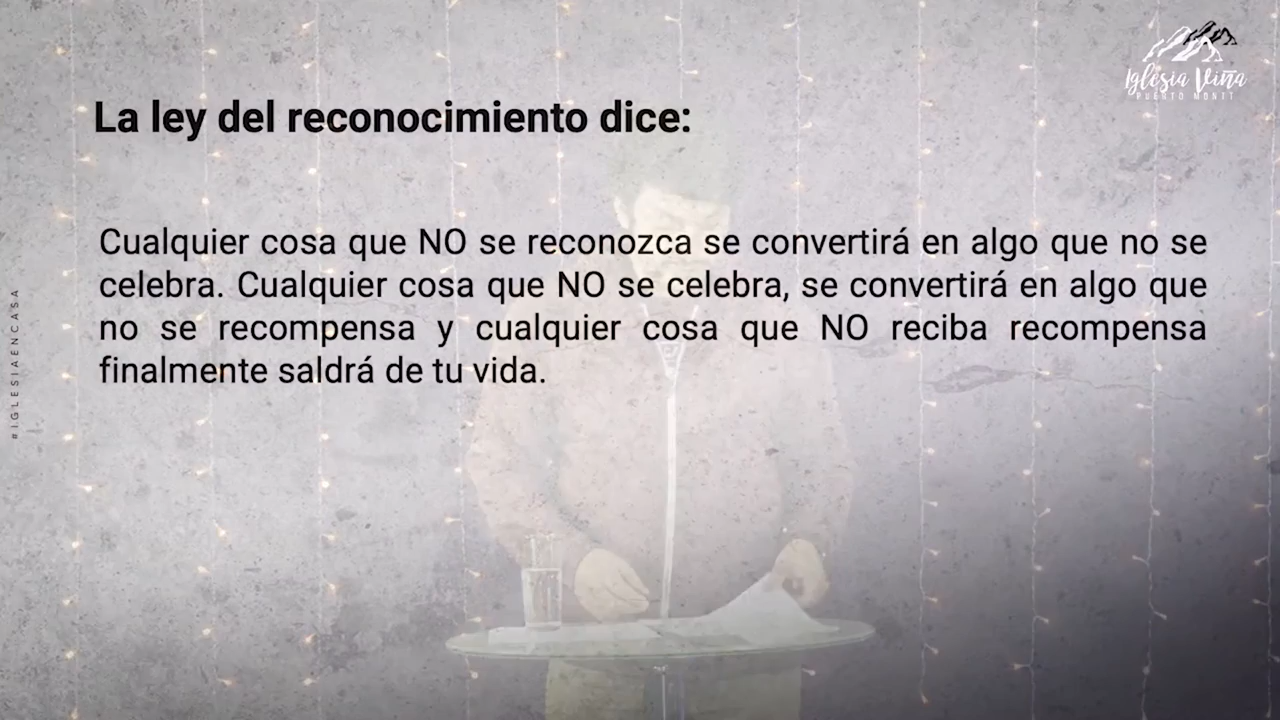 Iglesia Viña
PUERTO MONTT
La ley del reconocimiento dice:
Cualquier cosa que NO se reconozca se convertirá en algo que no se
celebra. Cualquier cosa que NO se celebra, se convertirá en algo que
no se recompensa y cualquier cosa que NO reciba recompensa
finalmente saldrá de tu vida.
#IGLESIAENCASA